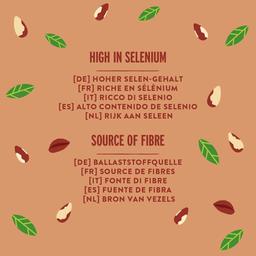 HIGH IN SELENIUM
[DE] HOHER SELEN-GEHALT
[FR] RICHE EN SÉLÉNIUM
[IT] RICCO DI SELENIO
[ES] ALTO CONTENIDO DE SELENIO
[NL] RIJK AAN SELEEN
SOURCE OF FIBRE
[DE] BALLASTSTOFFQUELLE
[FR] SOURCE DE FIBRES
[IT] FONTE DI FIBRE
[ES] FUENTE DE FIBRA
[NL] BRON VAN VEZELS